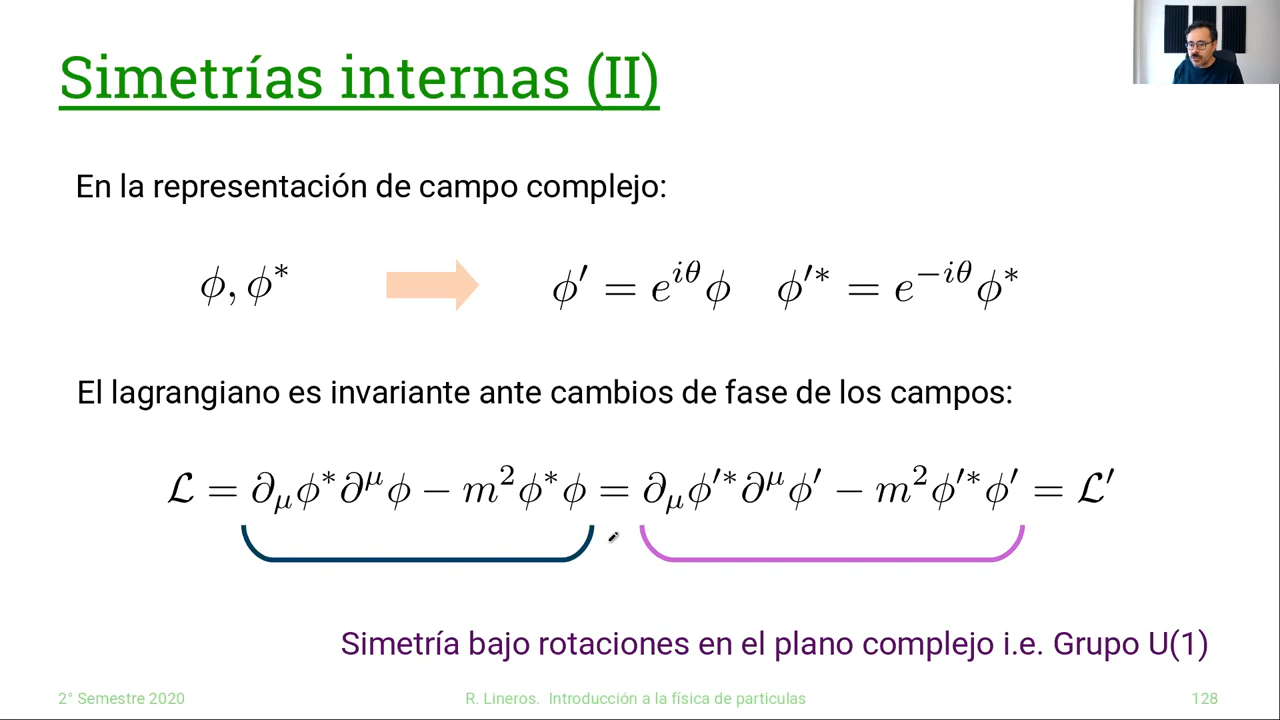 Simetrías internas (II)
En la representación de campo complejo:
ϕ, ϕ* ϕ′ = e^{iθ}ϕ ϕ′* = e^{−iθ}ϕ*
El lagrangiano es invariante ante cambios de fase de los campos:
ℒ = ∂_μϕ*∂^μϕ − m²ϕ*ϕ = ∂_μϕ′*∂^μϕ′ − m²ϕ′*ϕ′ = ℒ′
Simetría bajo rotaciones en el plano complejo i.e. Grupo U(1)
2° Semestre 2020 R. Lineros. Introducción a la física de particulas 128